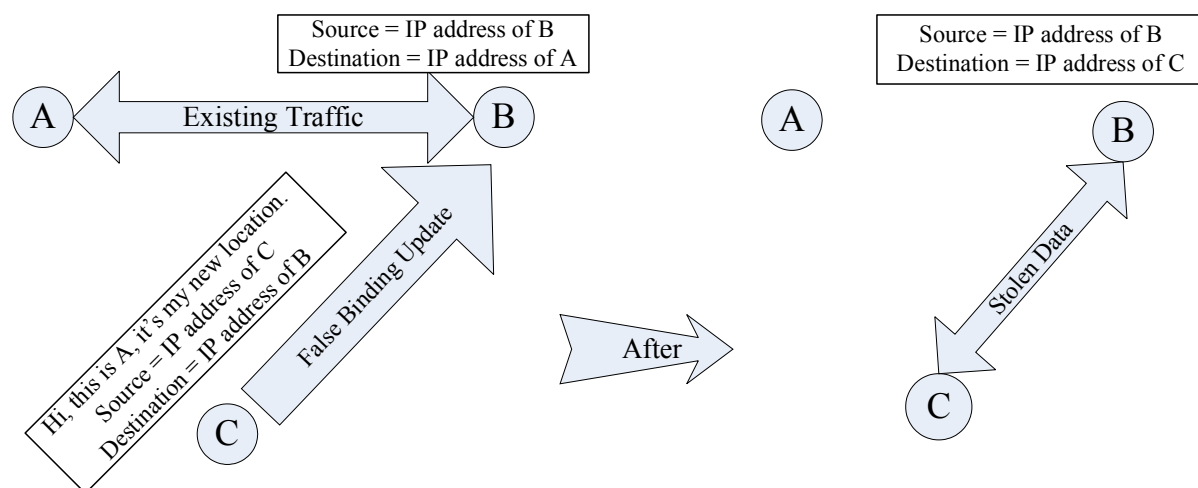 Source = IP address of B
Destination = IP address of A
A
Existing Traffic
B
Hi, this is A, it's my new location.
Source = IP address of C
Destination = IP address of B
False Binding Update
C
After
Source = IP address of B
Destination = IP address of C
A
B
Stolen Data
C